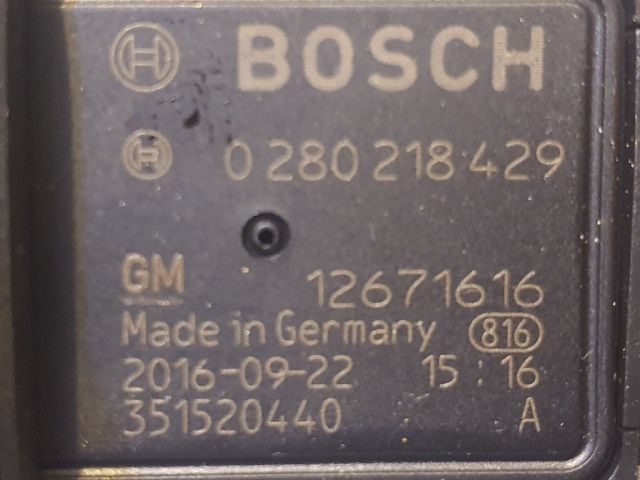 BOSCH
0 280 218 429
GM 12671616
Made in Germany 816
2016-09-22 15:16
351520440 A